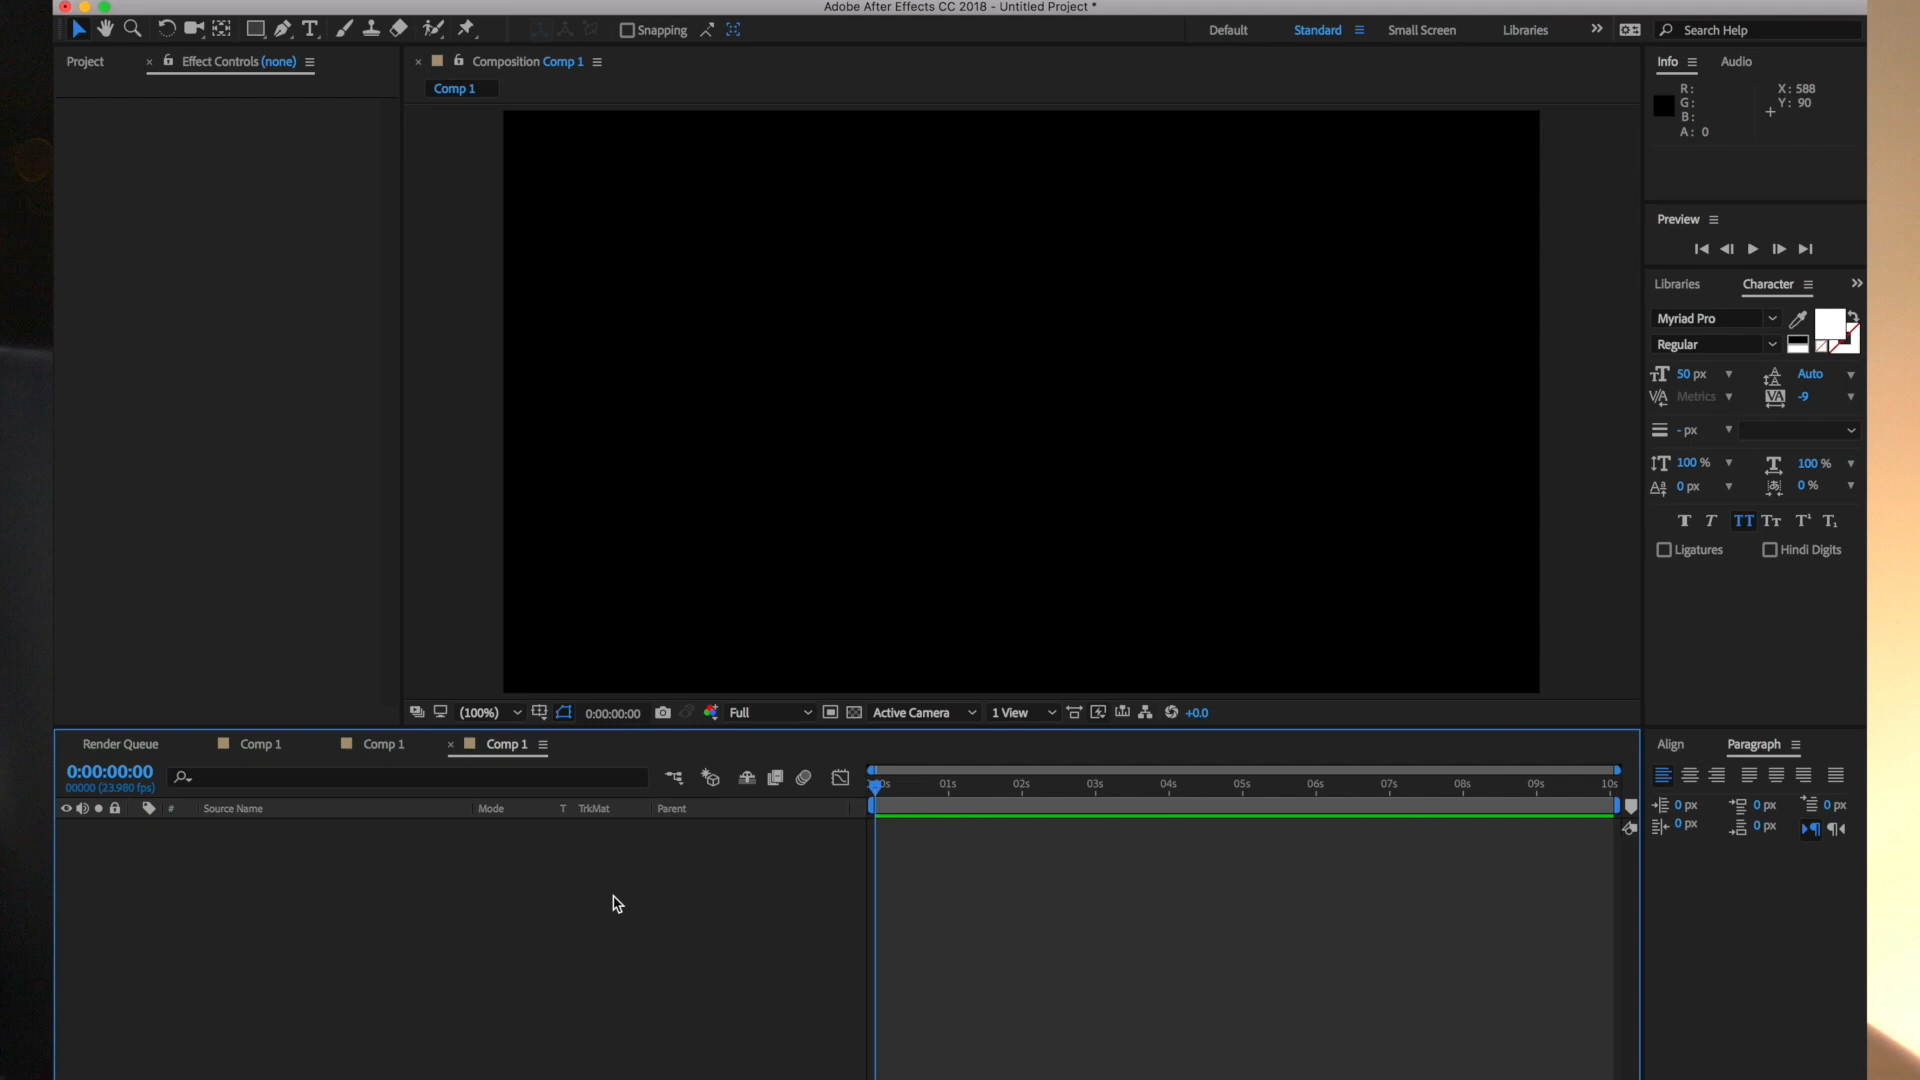 Adobe After Effects CC 2018 - Untitled Project *
Snapping
Default
Standard
Small Screen
Libraries
Search Help
Project
Effect Controls (none)
Composition Comp 1
Comp 1
Info
Audio
R:
G:
B:
A: 0
X: 588
Y: 90
Preview
Libraries
Character
Myriad Pro
Regular
50 px
Auto
Metrics
-9
- px
100 %
100 %
0 px
0 %
Ligatures
Hindi Digits
(100%)
0:00:00:00
Full
Active Camera
1 View
+0.0
Render Queue
Comp 1
Comp 1
Comp 1
0:00:00:00
00000 (23.980 fps)
# Source Name Mode T TrkMat Parent
01s 02s 03s 04s 05s 06s 07s 08s 09s 10s
Align
Paragraph
0 px 0 px 0 px
0 px 0 px